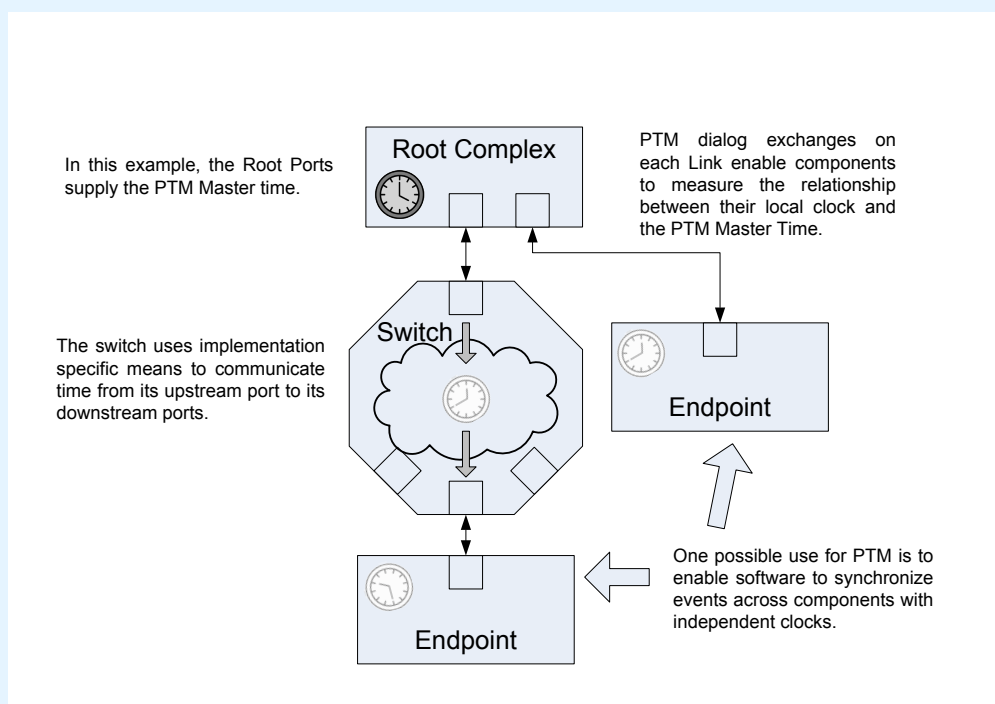 In this example, the Root Ports
supply the PTM Master time.
Root Complex
PTM dialog exchanges on
each Link enable components
to measure the relationship
between their local clock and
the PTM Master Time.
The switch uses implementation
specific means to communicate
time from its upstream port to its
downstream ports.
Switch
Endpoint
One possible use for PTM is to
enable software to synchronize
events across components with
independent clocks.
Endpoint